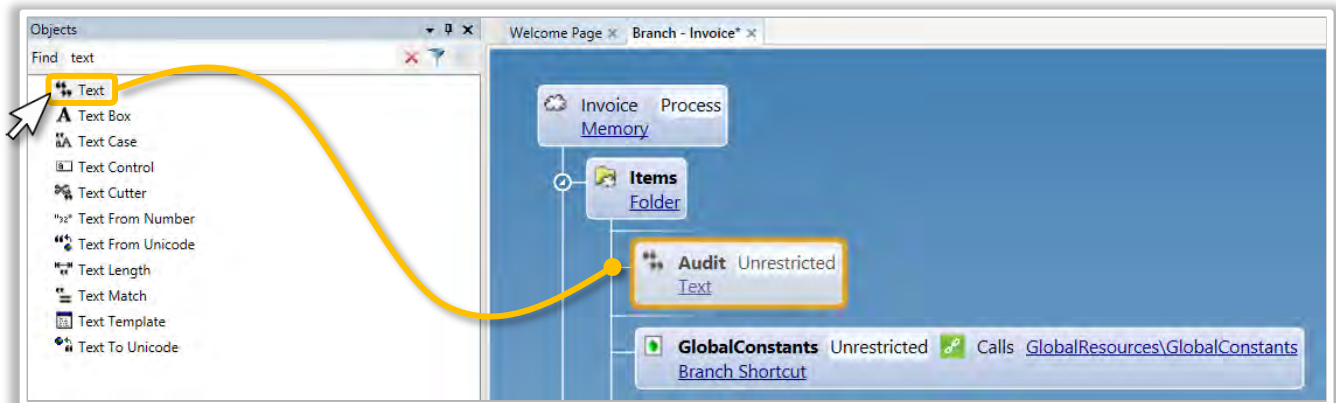 Objects
Find text
Text
Text Box
Text Case
Text Control
Text Cutter
Text From Number
Text From Unicode
Text Length
Text Match
Text Template
Text To Unicode
Welcome Page Branch - Invoice*
Invoice Process
Memory
Items
Folder
Audit Unrestricted
Text
GlobalConstants Unrestricted Calls GlobalResources\GlobalConstants
Branch Shortcut